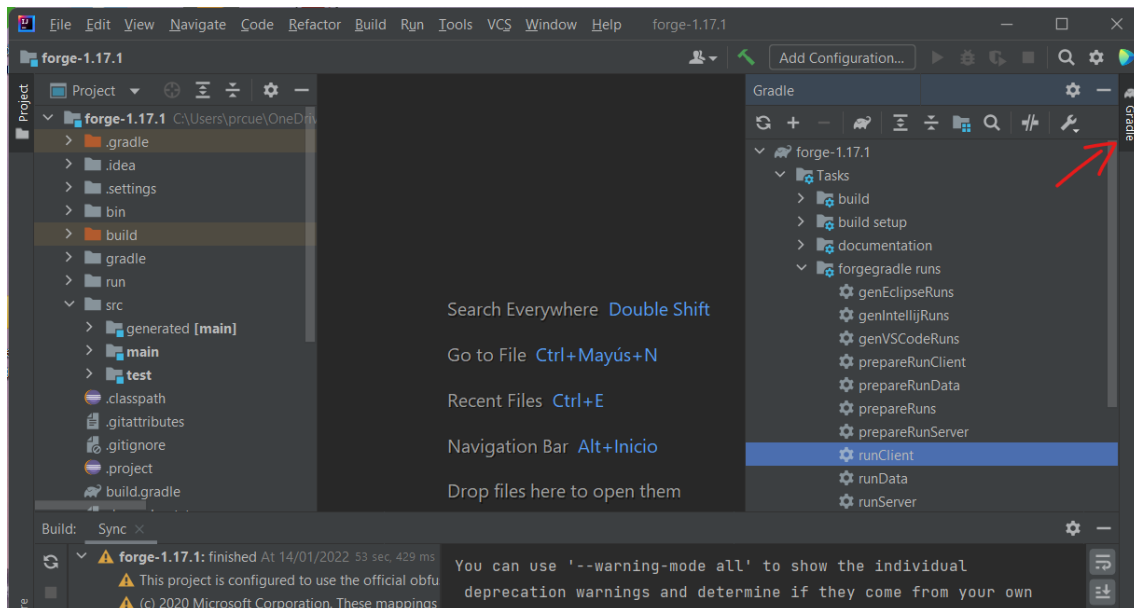 File Edit View Navigate Code Refactor Build Run Tools VCS Window Help forge-1.17.1
forge-1.17.1 Add Configuration...
Project
Project
forge-1.17.1 C:\Users\prcue\OneDriv
.gradle
.idea
.settings
bin
build
gradle
run
src
generated [main]
main
test
.classpath
.gitattributes
.gitignore
.project
build.gradle
Search Everywhere Double Shift
Go to File Ctrl+Mayús+N
Recent Files Ctrl+E
Navigation Bar Alt+Inicio
Drop files here to open them
Gradle
Gradle
forge-1.17.1
Tasks
build
build setup
documentation
forgegradle runs
genEclipseRuns
genIntellijRuns
genVSCodeRuns
prepareRunClient
prepareRunData
prepareRuns
prepareRunServer
runClient
runData
runServer
Build: Sync
forge-1.17.1: finished At 14/01/2022 53 sec, 429 ms
This project is configured to use the official obfu
(c) 2020 Microsoft Corporation. These mappings
You can use '--warning-mode all' to show the individual
deprecation warnings and determine if they come from your own